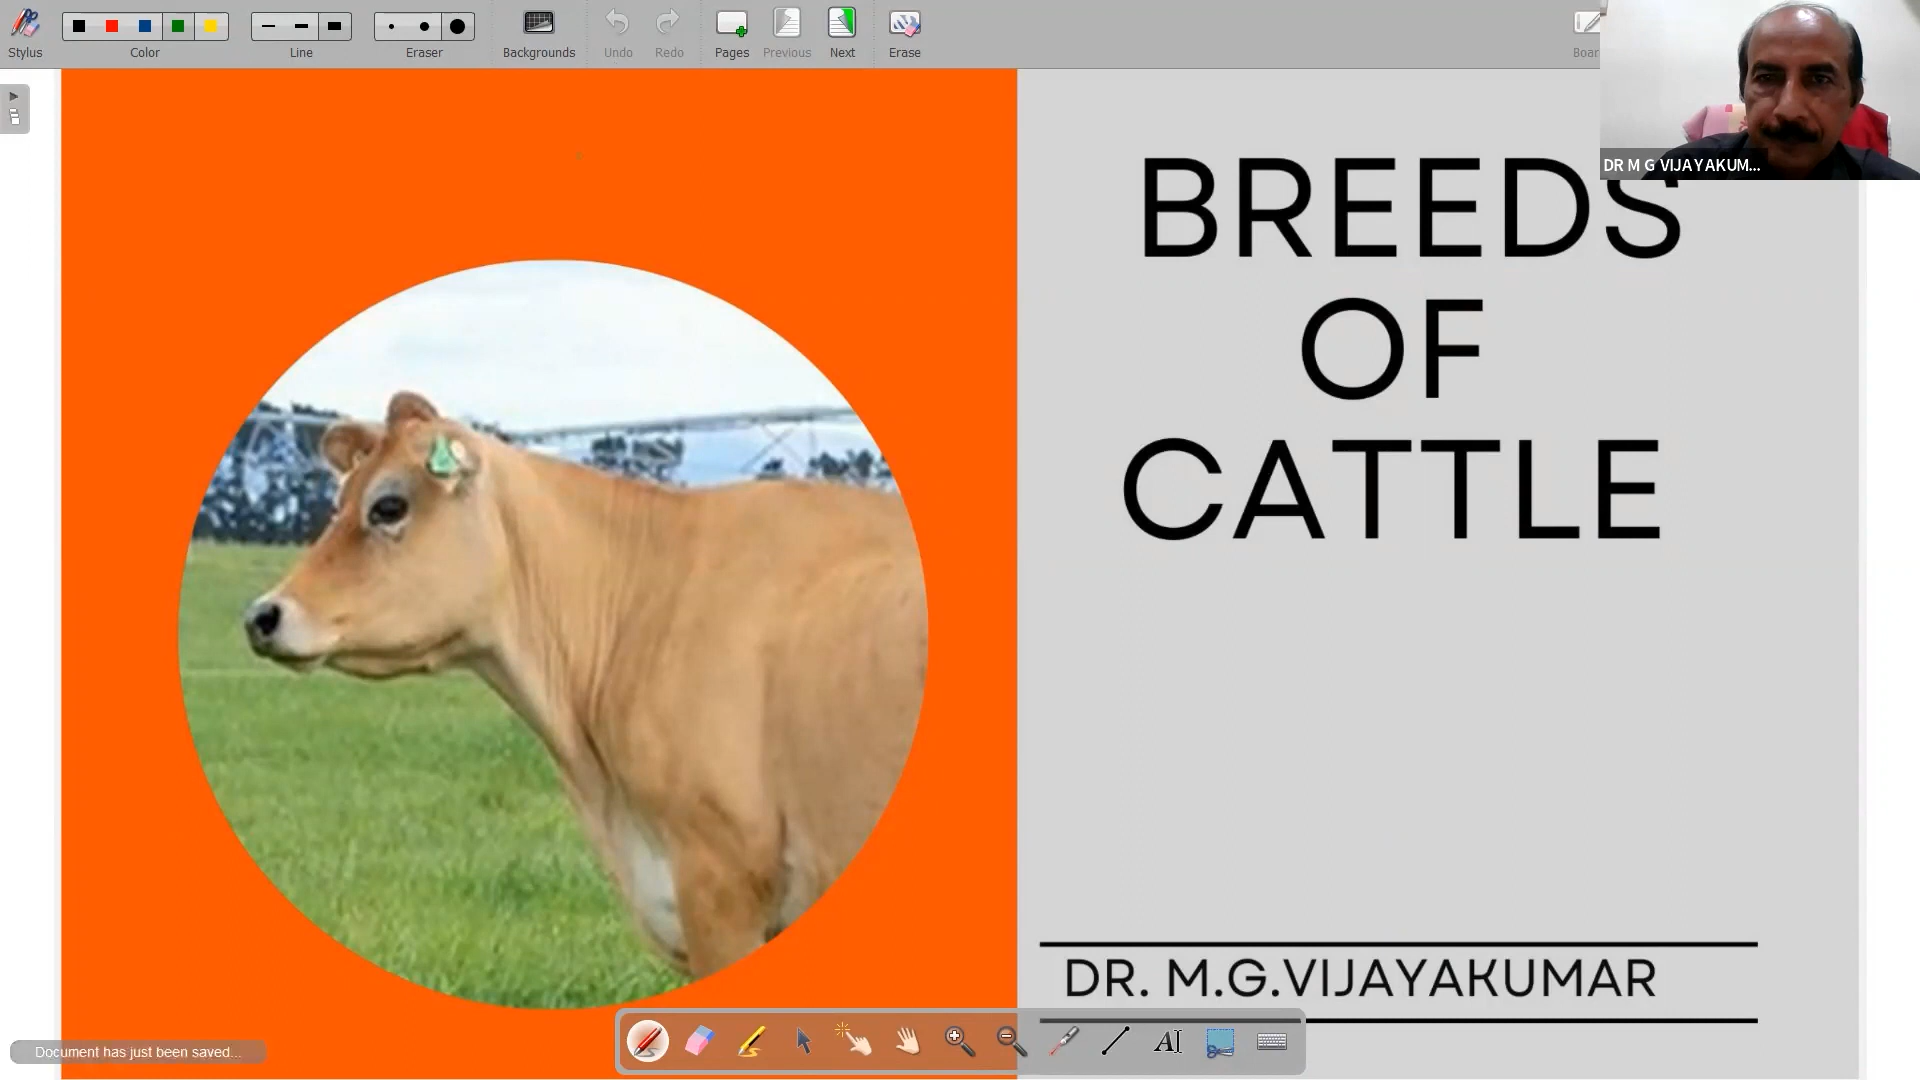 Stylus
Color
Line
Eraser
Backgrounds
Undo
Redo
Pages
Previous
Next
Erase
DR M G VIJAYAKUM...
BREEDS
OF
CATTLE
DR. M.G.VIJAYAKUMAR
Document has just been saved...